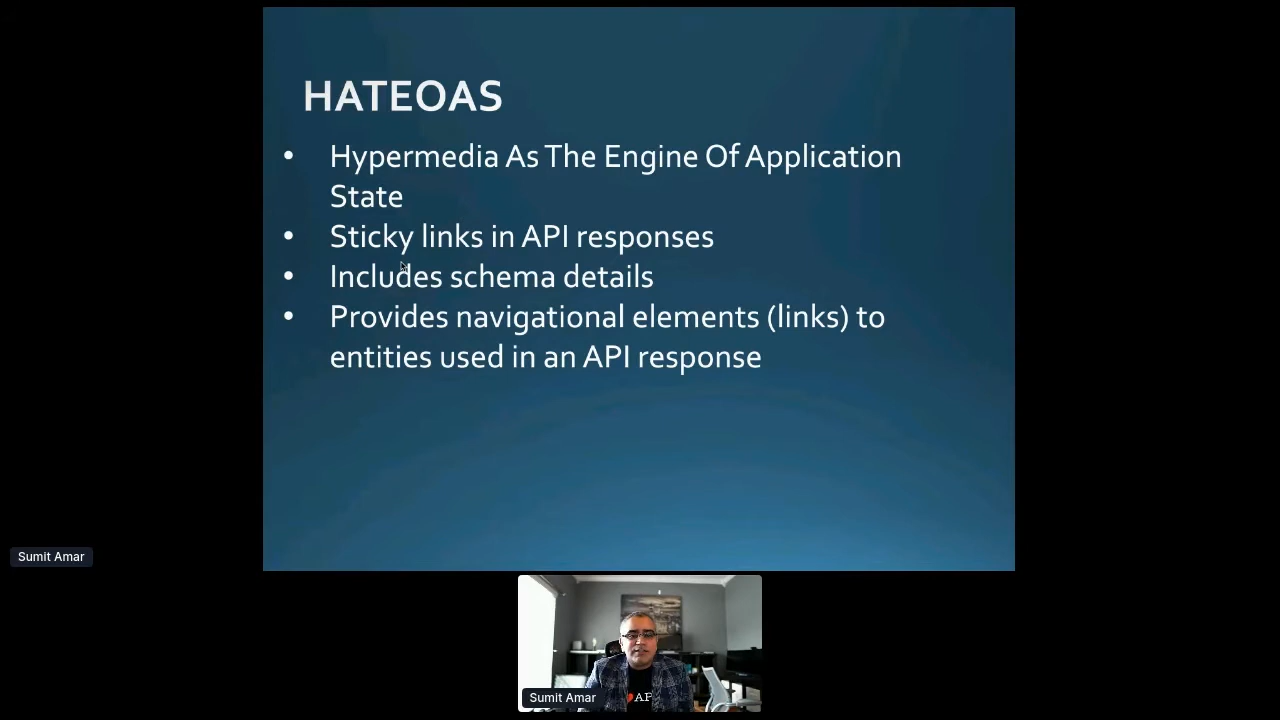 HATEOAS
• Hypermedia As The Engine Of Application
State
• Sticky links in API responses
• Includes schema details
• Provides navigational elements (links) to
entities used in an API response
Sumit Amar
Sumit Amar